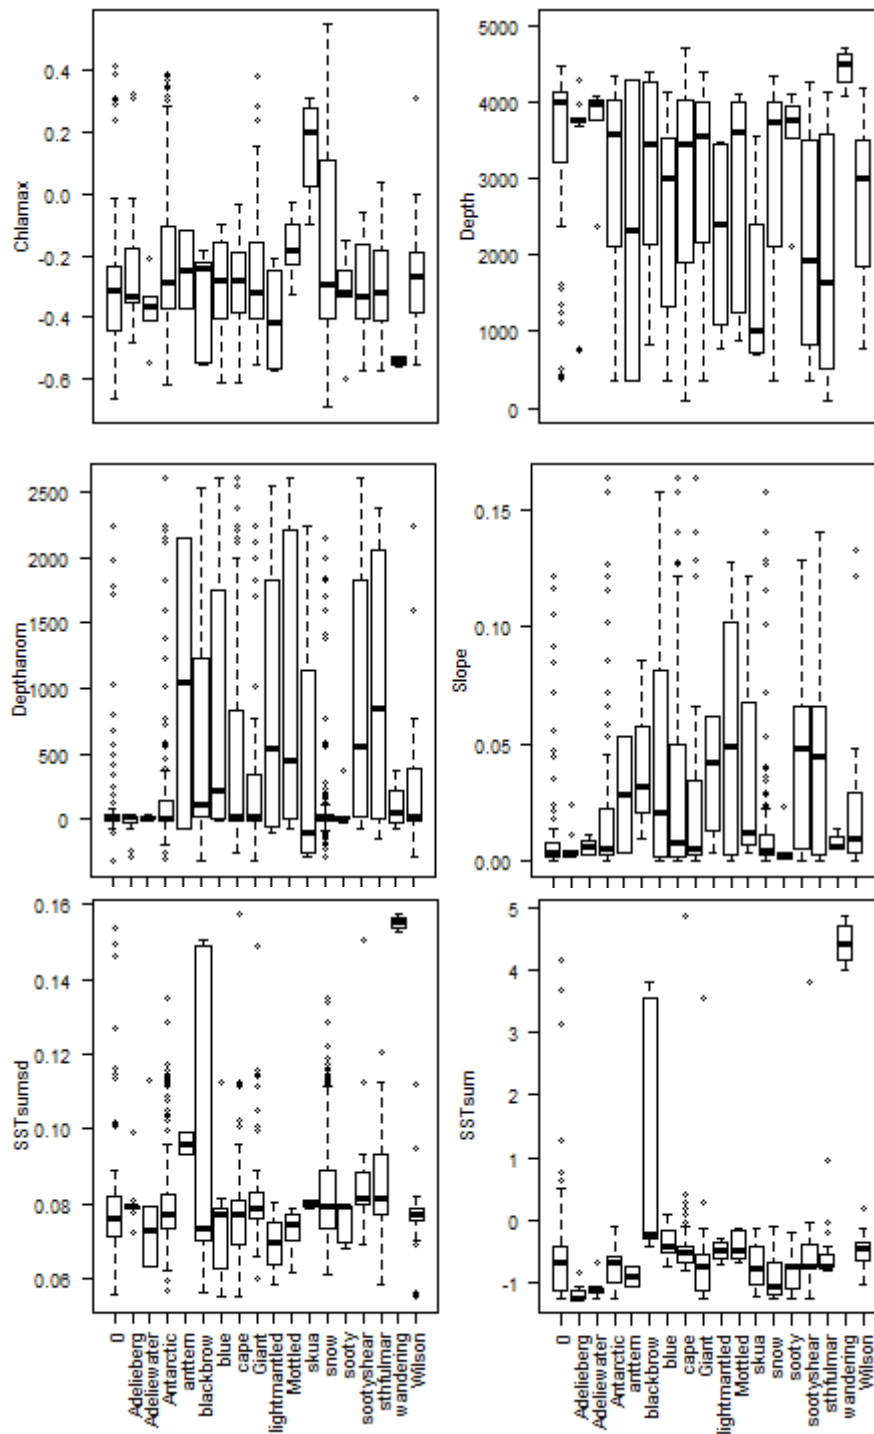 Chlamax
0.4
0.2
0.0
-0.2
-0.4
-0.6
Depth
5000
4000
3000
2000
1000
0
Depthanom
2500
2000
1500
1000
500
0
Slope
0.15
0.10
0.05
0.00
SSTsumsd
0.16
0.14
0.12
0.10
0.08
0.06
0
Adelieberg
Adeliewater
Antarctic
anttern
blackbrow
blue
cape
Giant
lightmantled
Mottled
skua
snow
sooty
sootyshear
sthfulmar
wandering
Wilson
SSTsum
5
4
3
2
1
0
-1
0
Adelieberg
Adeliewater
Antarctic
anttern
blackbrow
blue
cape
Giant
lightmantled
Mottled
skua
snow
sooty
sootyshear
sthfulmar
wandering
Wilson